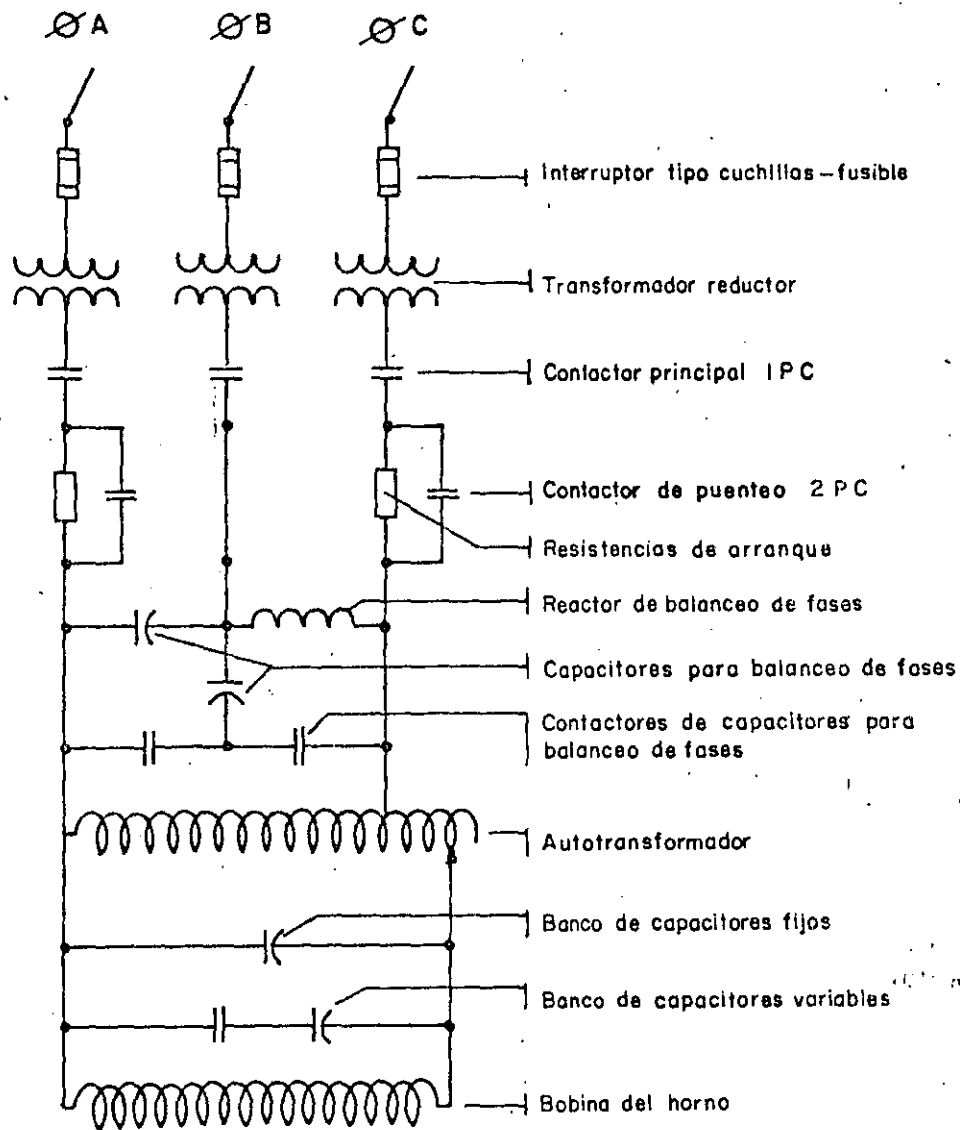 ØA ØB ØC
Interruptor tipo cuchillas-fusible
Transformador reductor
Contactor principal 1PC
Contactor de puenteo 2PC
Resistencias de arranque
Reactor de balanceo de fases
Capacitores para balanceo de fases
Contactores de capacitores para
balanceo de fases
Autotransformador
Banco de capacitores fijos
Banco de capacitores variables
Bobina del horno